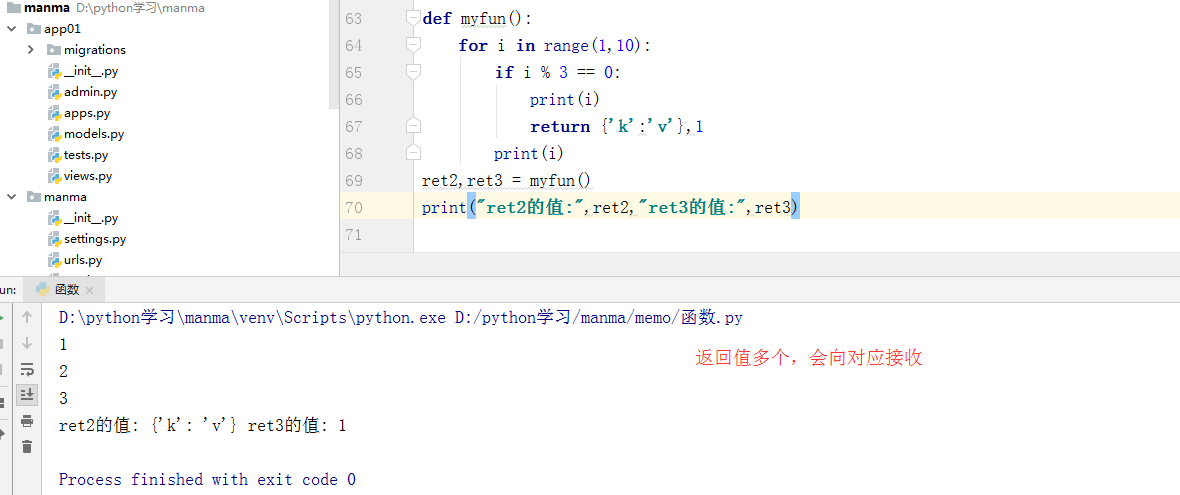 manma D:\python学习\manma
app01
migrations
__init__.py
admin.py
apps.py
models.py
tests.py
views.py
manma
__init__.py
settings.py
urls.py
63 def myfun():
64 for i in range(1,10):
65 if i % 3 == 0:
66 print(i)
67 return {'k':'v'},1
68 print(i)
69 ret2,ret3 = myfun()
70 print("ret2的值:",ret2,"ret3的值:",ret3)
71
un: 函数
D:\python学习\manma\venv\Scripts\python.exe D:/python学习/manma/memo/函数.py
1
2
3
ret2的值: {'k': 'v'} ret3的值: 1
Process finished with exit code 0
返回值多个，会向对应接收